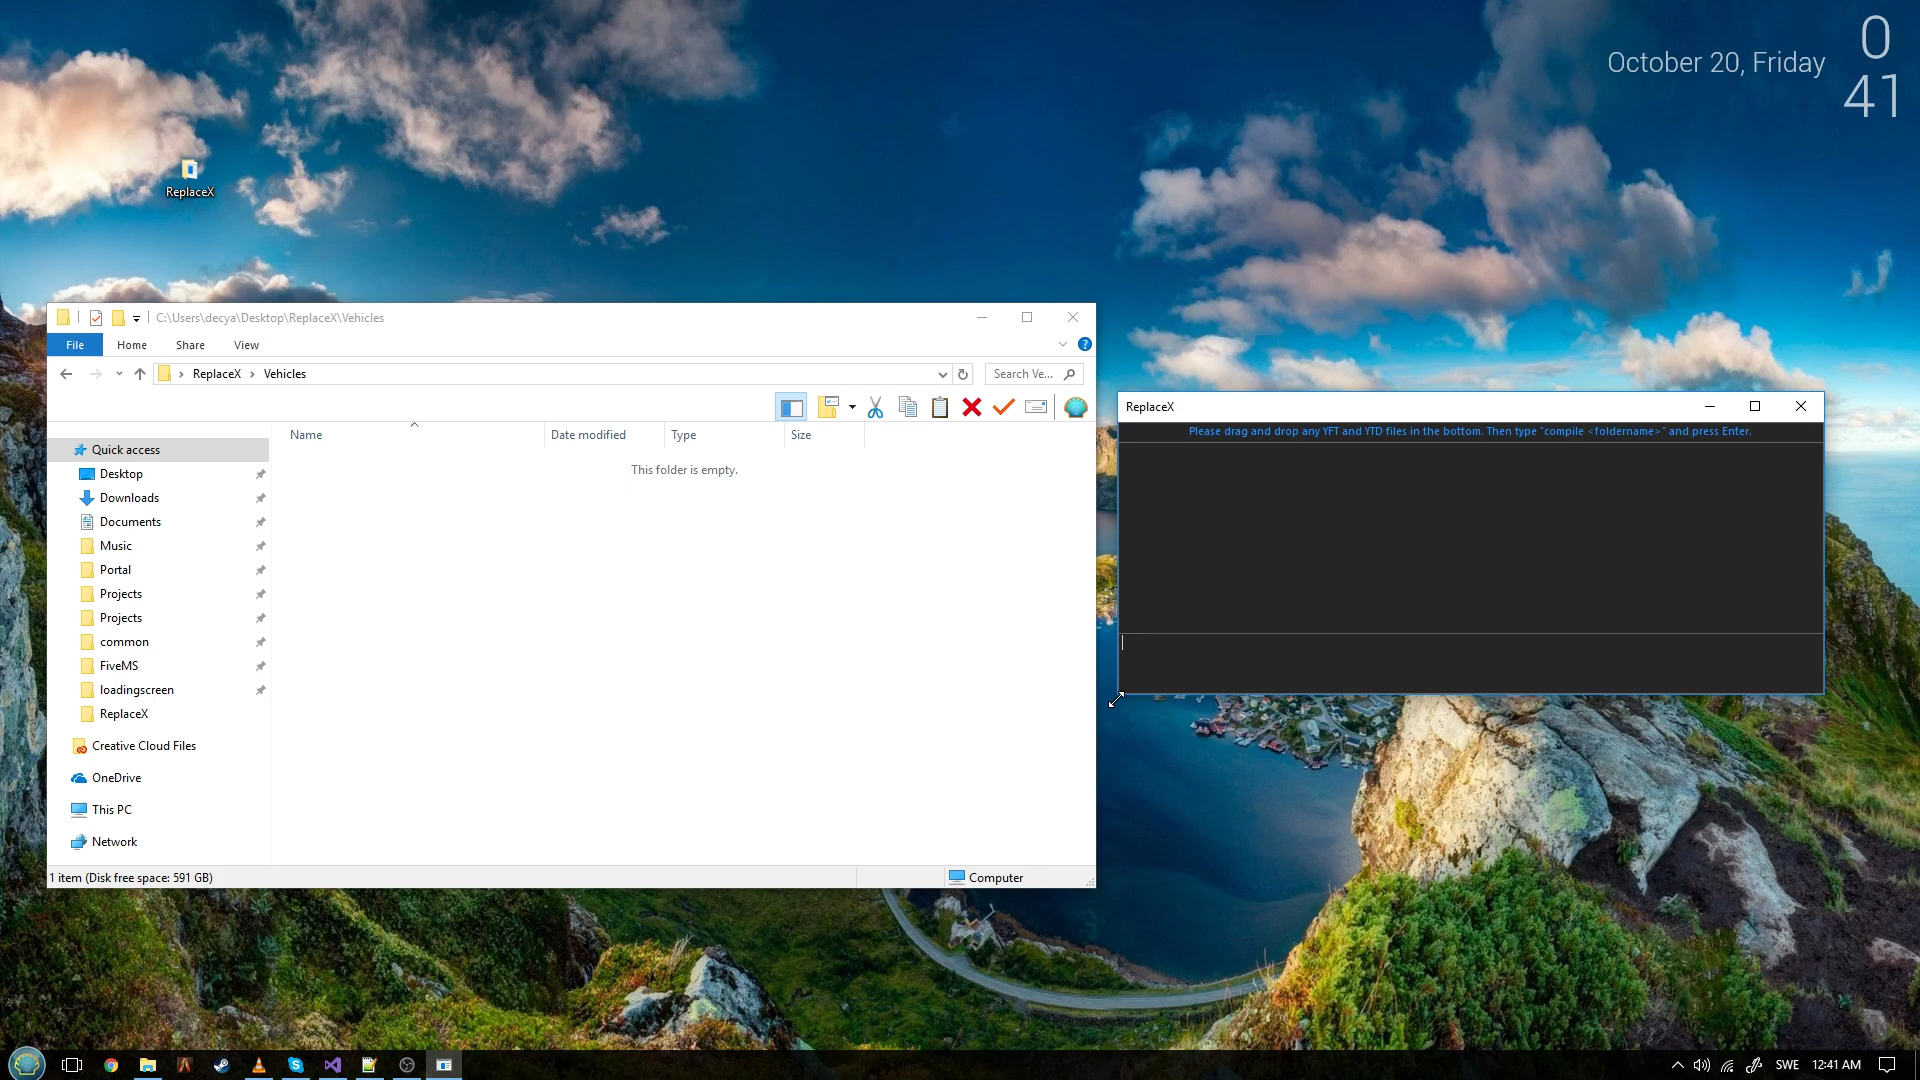 0
October 20, Friday
41
ReplaceX
C:\Users\decya\Desktop\ReplaceX\Vehicles
File Home Share View
ReplaceX Vehicles
Search Ve...
Name Date modified Type Size
This folder is empty.
Quick access
Desktop
Downloads
Documents
Music
Portal
Projects
Projects
common
FiveMS
loadingscreen
ReplaceX
Creative Cloud Files
OneDrive
This PC
Network
1 item (Disk free space: 591 GB)
Computer
ReplaceX
Please drag and drop any YFT and YTD files in the bottom. Then type "compile <foldername>" and press Enter.
SWE 12:41 AM